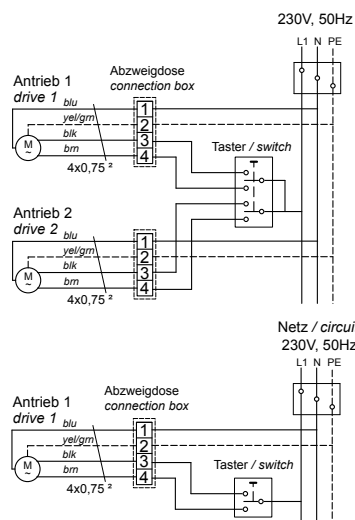 230V, 50Hz
L1 N PE
Antrieb 1
drive 1
Abzweigdose
connection box
blu
yel/grn
blk
brn
4x0,75 ²
M
~
1
2
3
4
Taster / switch
Antrieb 2
drive 2
blu
yel/grn
blk
brn
4x0,75 ²
M
~
1
2
3
4
Netz / circui
230V, 50Hz
L1 N PE
Antrieb 1
drive 1
Abzweigdose
connection box
blu
yel/grn
blk
brn
4x0,75 ²
M
~
1
2
3
4
Taster / switch